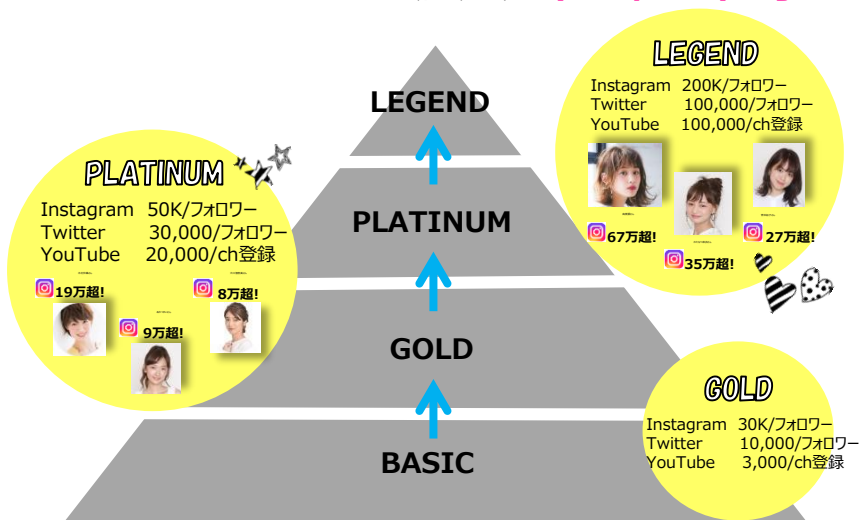 LEGEND
Instagram 200K/フォロワー
Twitter 100,000/フォロワー
YouTube 100,000/ch登録
67万超!
35万超!
27万超!
PLATINUM
Instagram 50K/フォロワー
Twitter 30,000/フォロワー
YouTube 20,000/ch登録
19万超!
9万超!
8万超!
LEGEND
PLATINUM
GOLD
BASIC
GOLD
Instagram 30K/フォロワー
Twitter 10,000/フォロワー
YouTube 3,000/ch登録